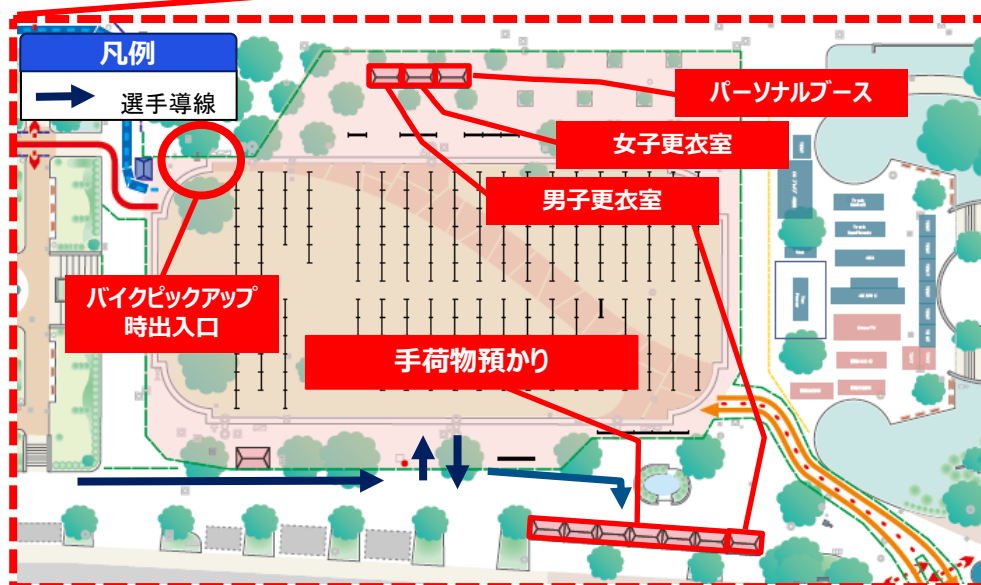 凡例
選手導線
パーソナルブース
女子更衣室
男子更衣室
バイクピックアップ
時出入口
手荷物預かり